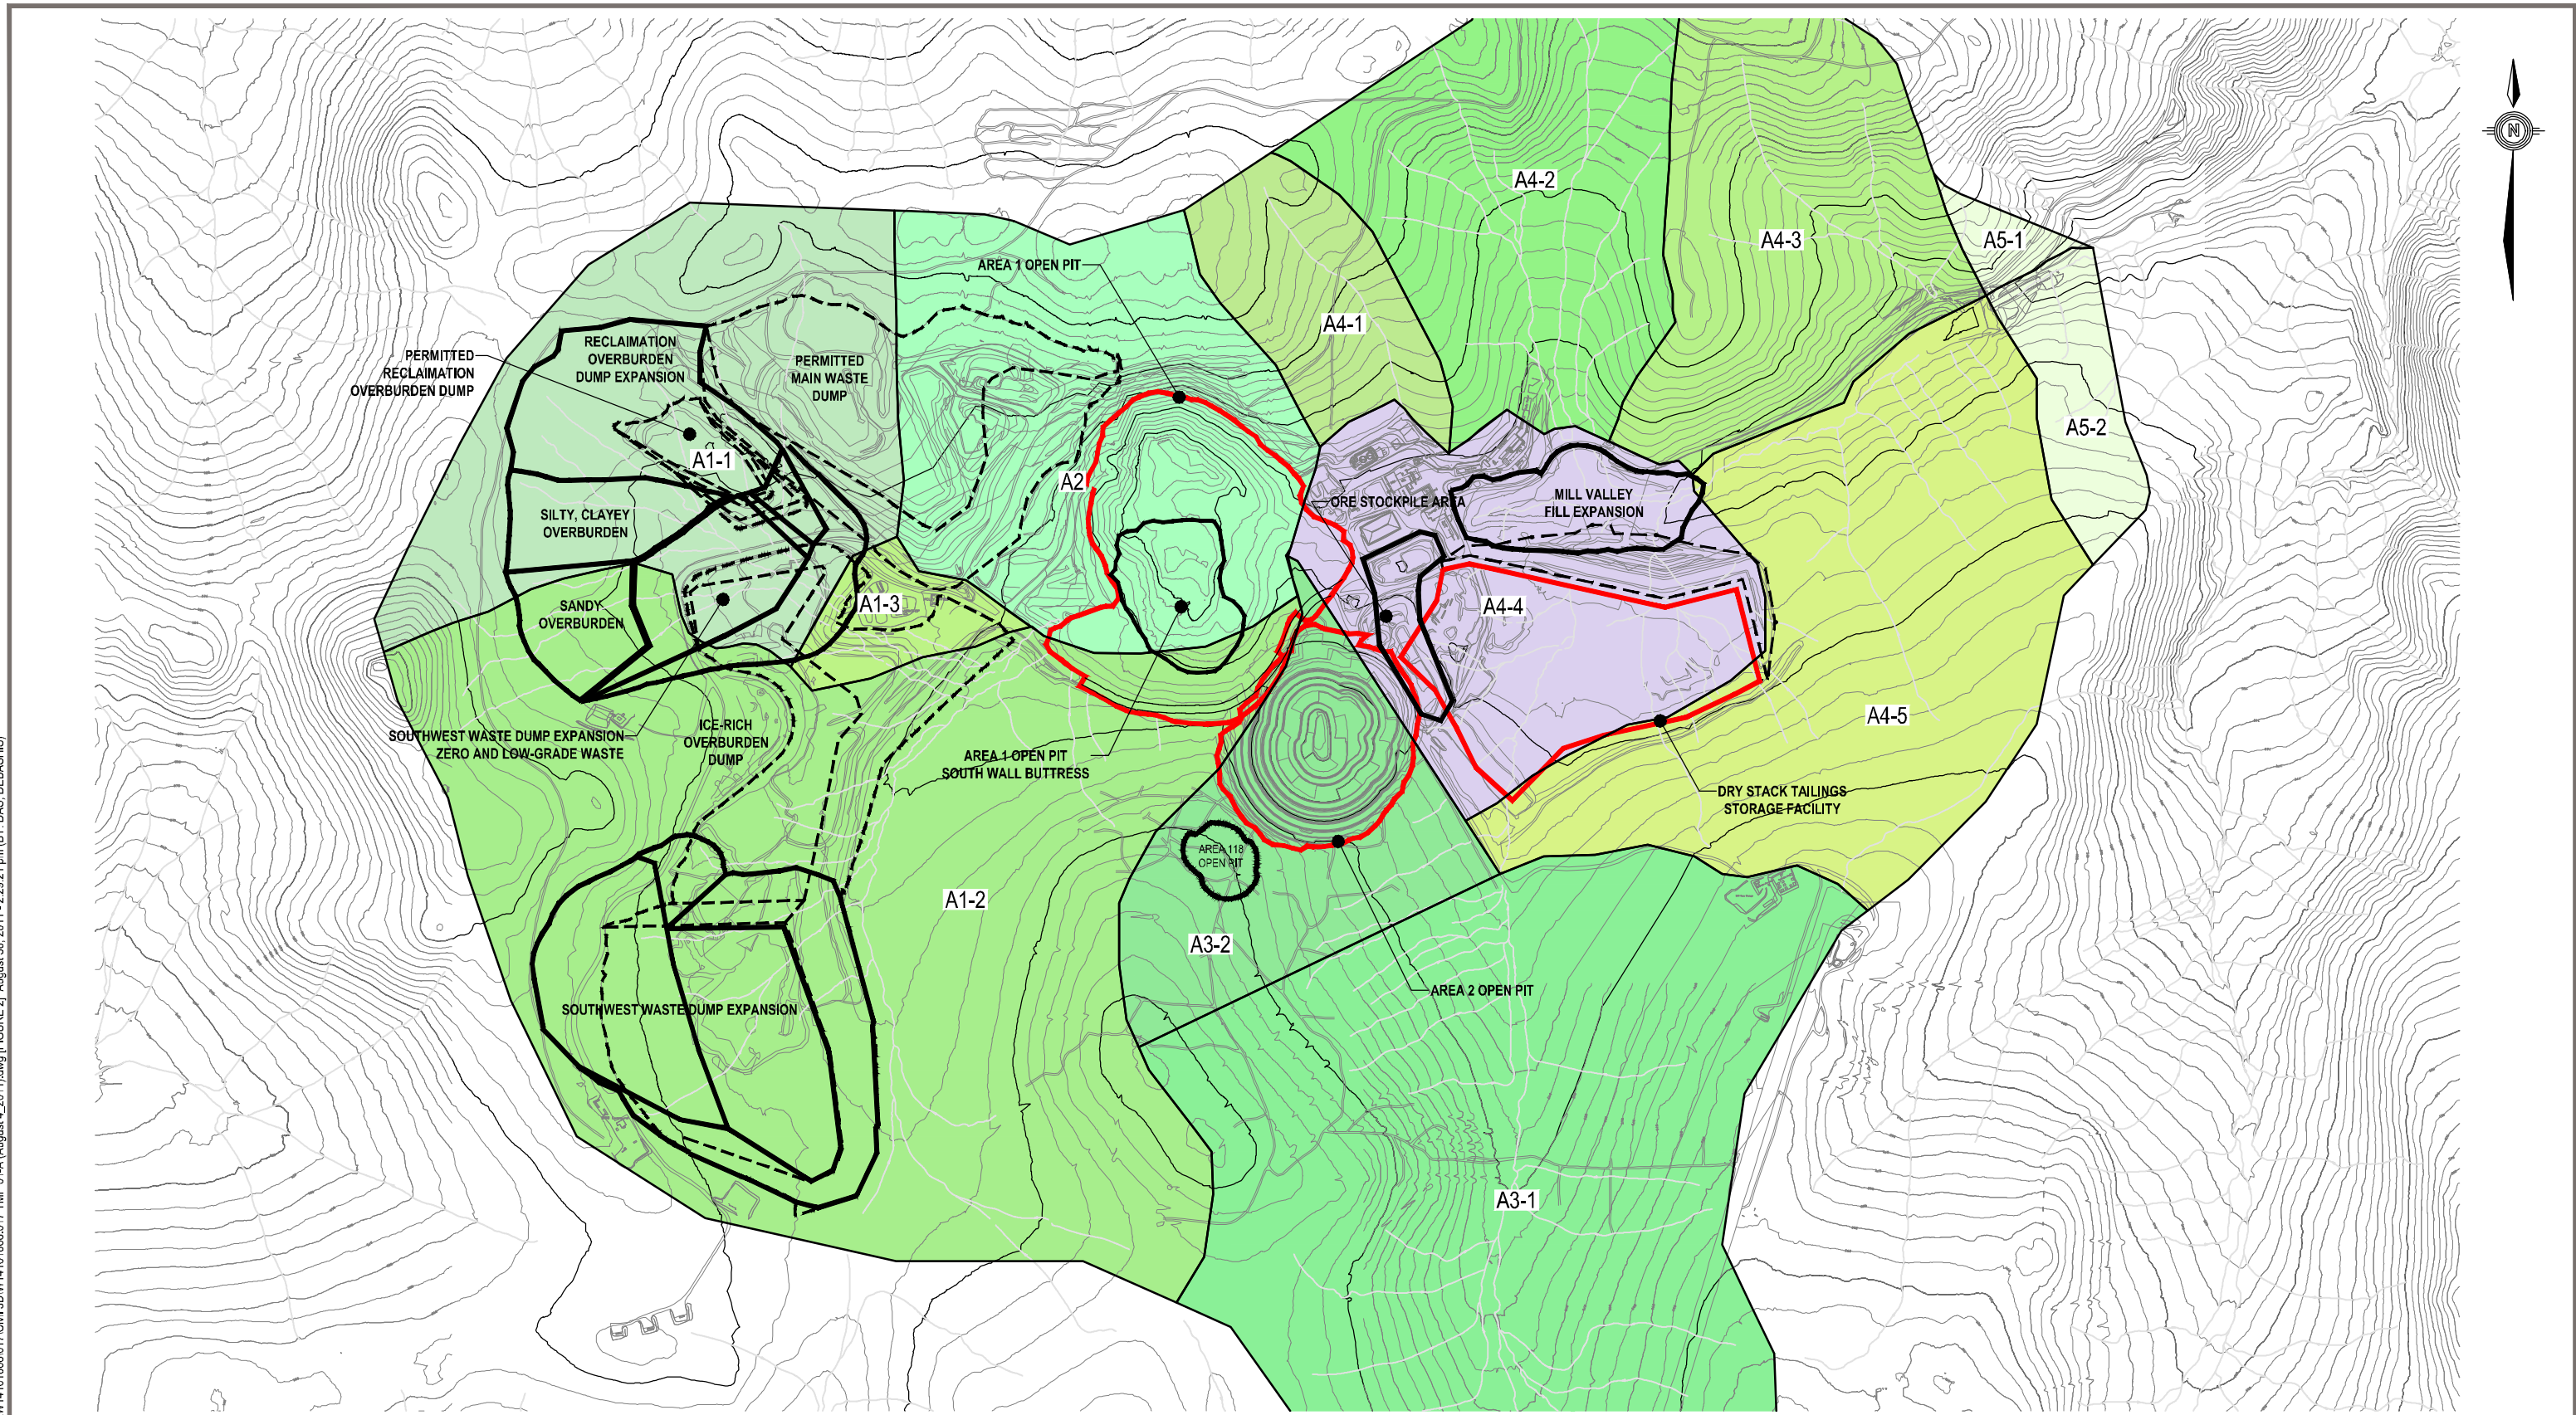 N
A4-2
A4-3
A5-1
AREA 1 OPEN PIT
A4-1
RECLAIMATION
OVERBURDEN
DUMP EXPANSION
PERMITTED
RECLAIMATION
OVERBURDEN DUMP
PERMITTED
MAIN WASTE
DUMP
A5-2
A1-1
A2
ORE STOCKPILE AREA
MILL VALLEY
FILL EXPANSION
SILTY, CLAYEY
OVERBURDEN
A1-3
A4-4
SANDY
OVERBURDEN
A4-5
ICE-RICH
OVERBURDEN
DUMP
SOUTHWEST WASTE DUMP EXPANSION
ZERO AND LOW-GRADE WASTE
AREA 1 OPEN PIT
SOUTH WALL BUTTRESS
DRY STACK TAILINGS
STORAGE FACILITY
AREA 118
OPEN PIT
A1-2
A3-2
AREA 2 OPEN PIT
SOUTHWEST WASTE DUMP EXPANSION
A3-1